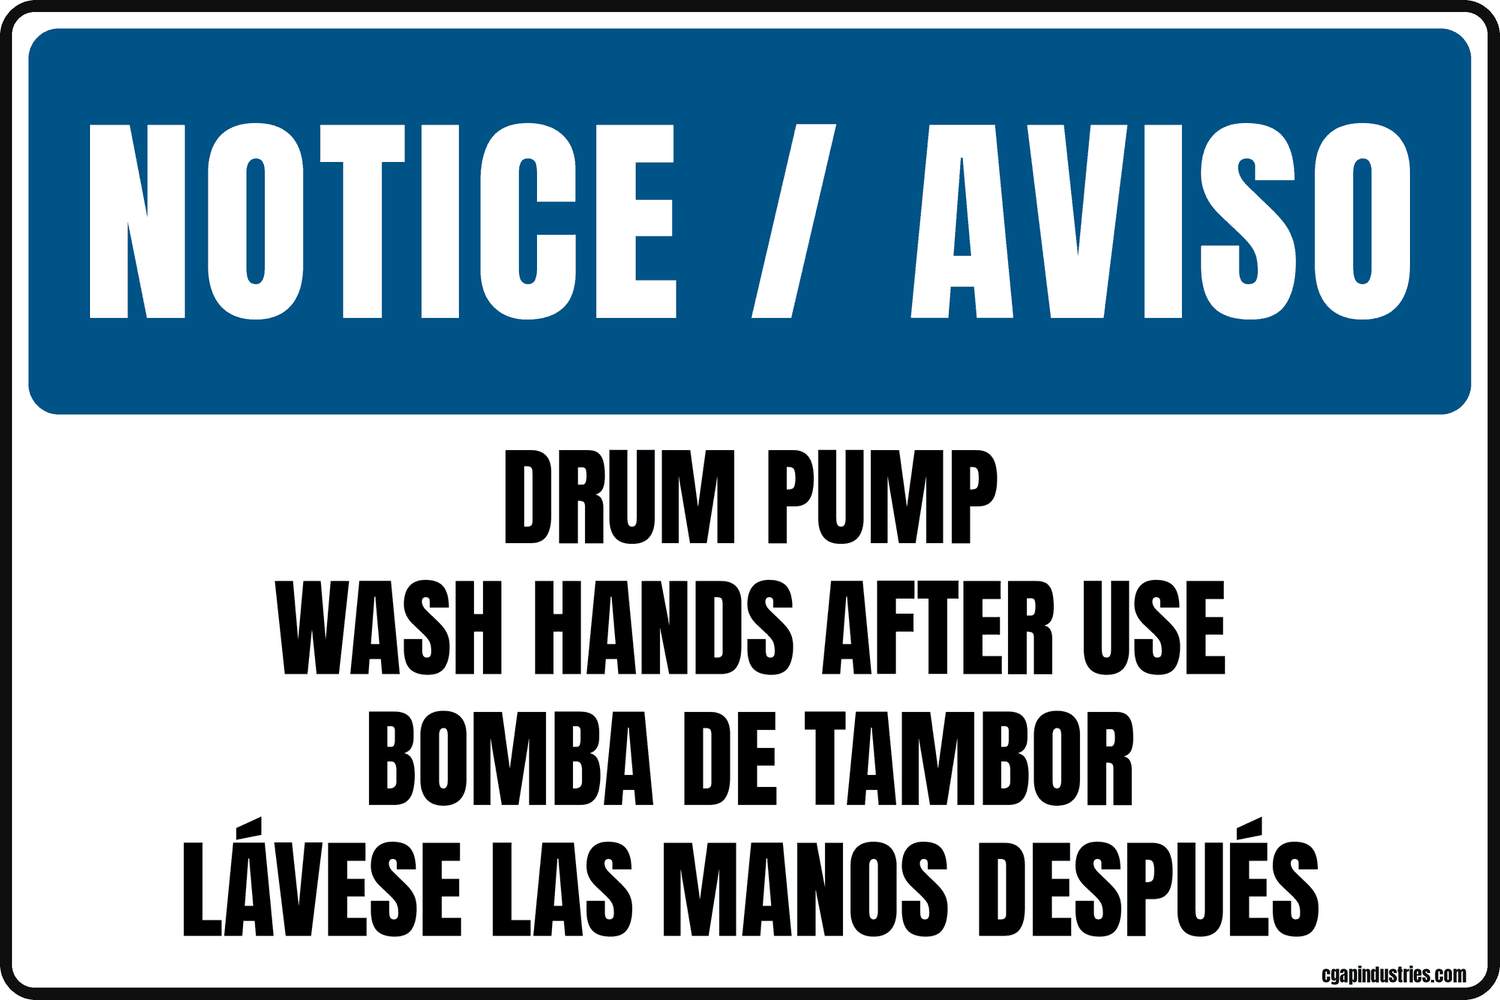 NOTICE / AVISO
DRUM PUMP
WASH HANDS AFTER USE
BOMBA DE TAMBOR
LÁVESE LAS MANOS DESPUÉS
cgapindustries.com